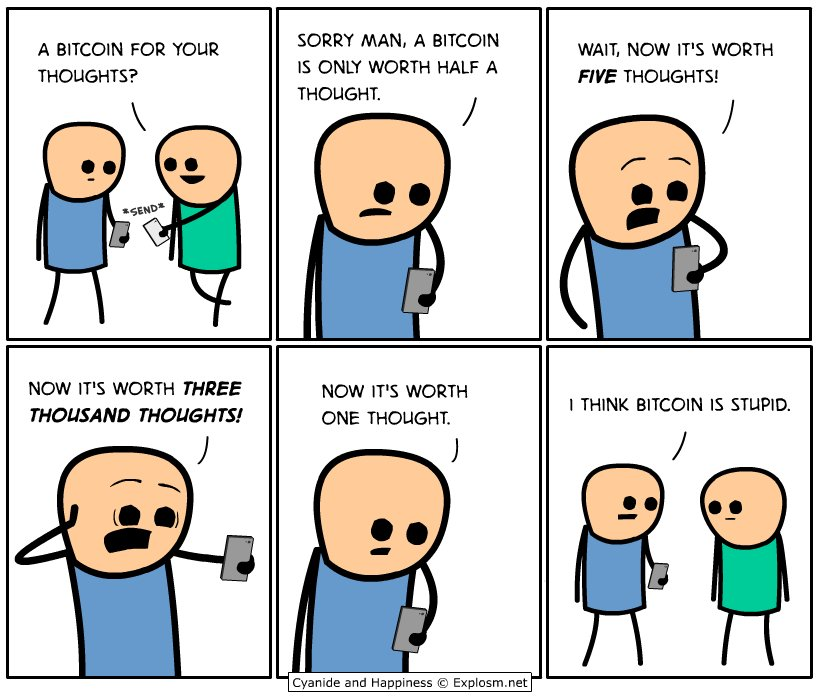 A BITCOIN FOR YOUR
THOUGHTS?
*SEND*
SORRY MAN, A BITCOIN
IS ONLY WORTH HALF A
THOUGHT.
WAIT, NOW IT'S WORTH
FIVE THOUGHTS!
NOW IT'S WORTH THREE
THOUSAND THOUGHTS!
NOW IT'S WORTH
ONE THOUGHT.
I THINK BITCOIN IS STUPID.
Cyanide and Happiness © Explosm.net